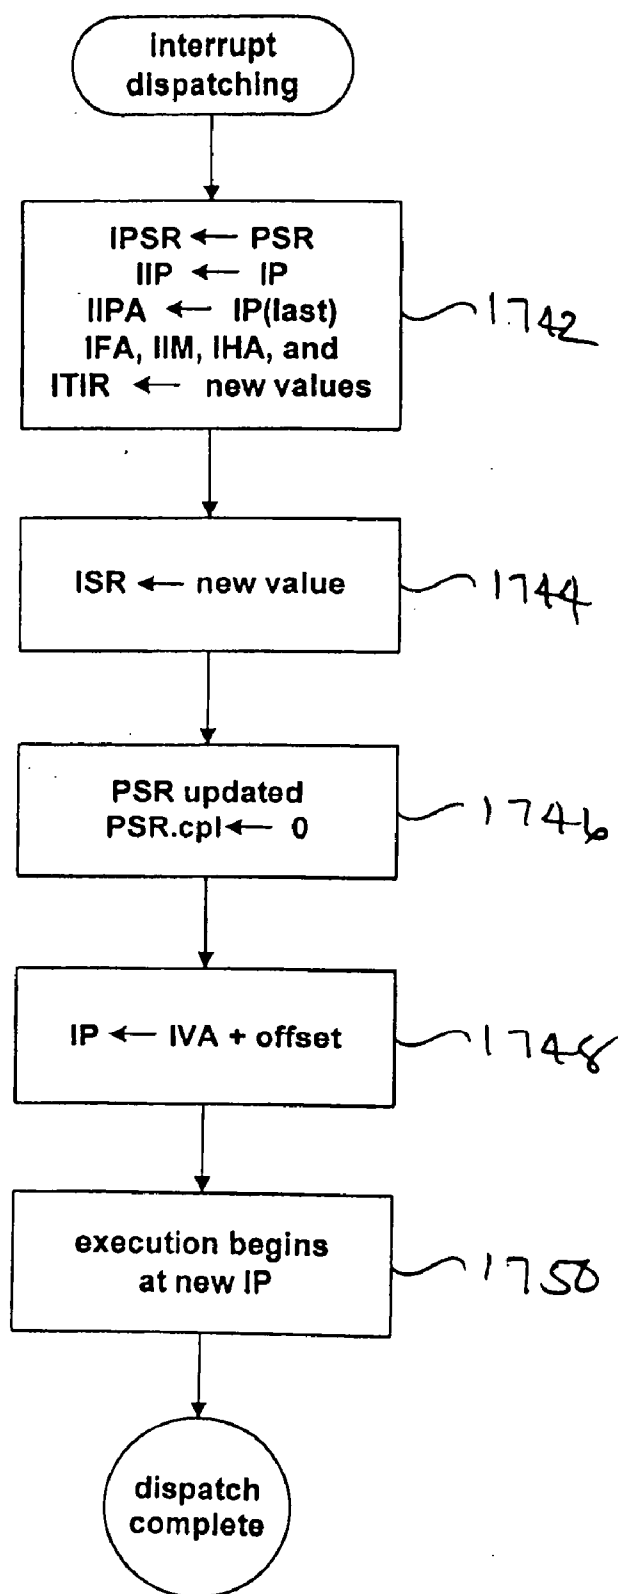 interrupt
dispatching
IPSR ← PSR
IIP ← IP
IIPA ← IP(last)
IFA, IIM, IHA, and
ITIR ← new values
1742
ISR ← new value
1744
PSR updated
PSR.cpl ← 0
1746
IP ← IVA + offset
1748
execution begins
at new IP
1750
dispatch
complete